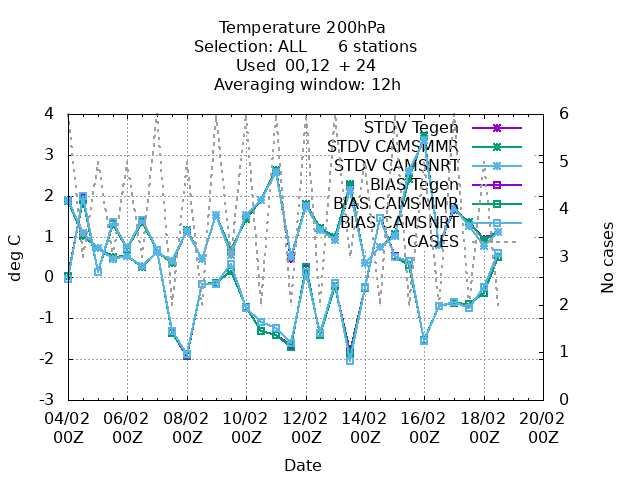 Temperature 200hPa
Selection: ALL 6 stations
Used 00,12 + 24
Averaging window: 12h
4 6
STDV Tegen
STDV CAMSMMR
3 5
STDV CAMSNRT
BIAS Tegen
2 4
BIAS CAMSMMR
BIAS CAMSNRT
1 3
CASES
0
-1 2
-2 1
-3 0
deg C
No cases
04/02 06/02 08/02 10/02 12/02 14/02 16/02 18/02 20/02
00Z 00Z 00Z 00Z 00Z 00Z 00Z 00Z 00Z
Date